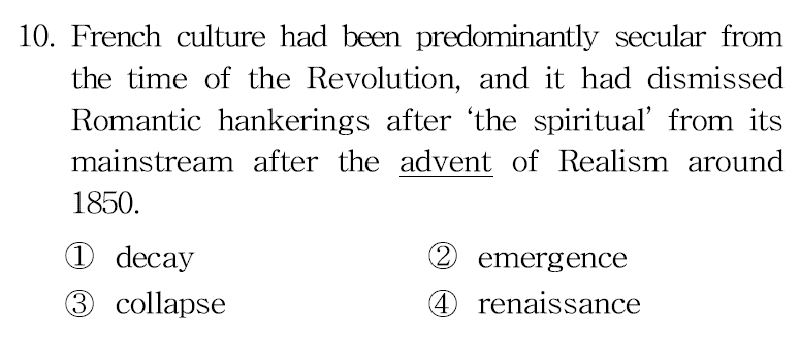 10. French culture had been predominantly secular from
the time of the Revolution, and it had dismissed
Romantic hankerings after ‘the spiritual’ from its
mainstream after the advent of Realism around
1850.
① decay ② emergence
③ collapse ④ renaissance